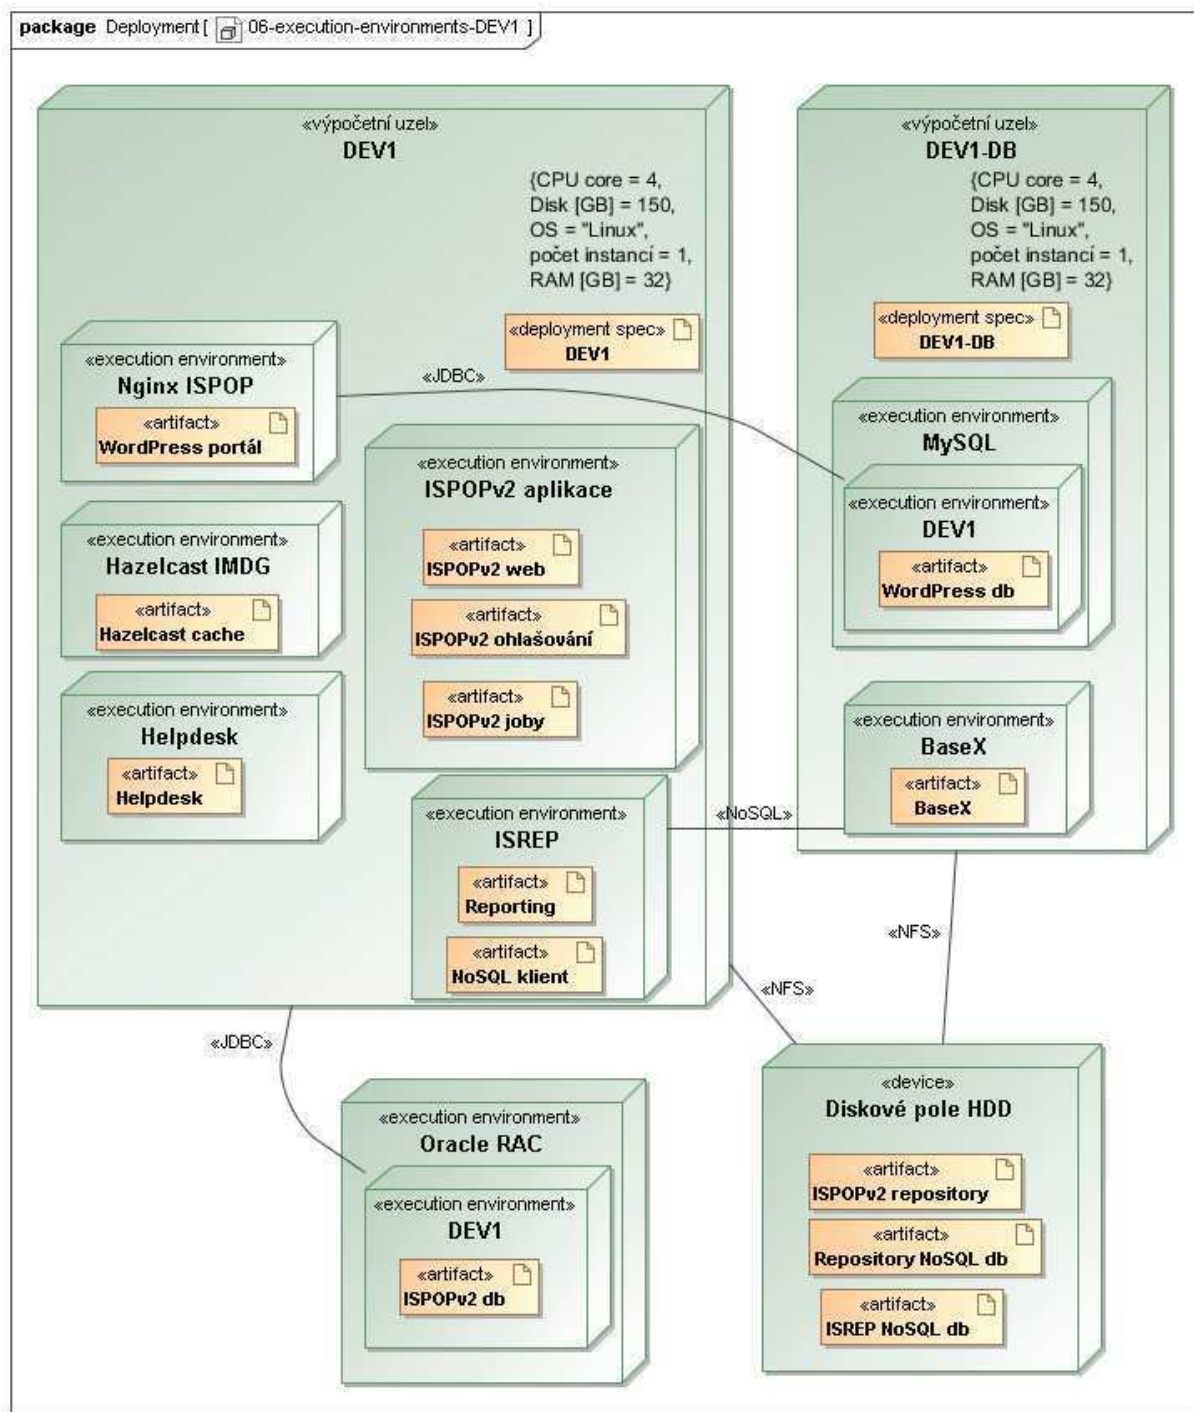 package Deployment [ 06-execution-environments-DEV1 ]
«výpočetní uzel»
DEV1
{CPU core = 4,
Disk [GB] = 150,
OS = "Linux",
počet instancí = 1,
RAM [GB] = 32}
«deployment spec»
DEV1
«execution environment»
Nginx ISPOP
«artifact»
WordPress portál
«JDBC»
«execution environment»
Hazelcast IMDG
«artifact»
Hazelcast cache
«execution environment»
Helpdesk
«artifact»
Helpdesk
«execution environment»
ISPOPv2 aplikace
«artifact»
ISPOPv2 web
«artifact»
ISPOPv2 ohlašování
«artifact»
ISPOPv2 joby
«execution environment»
ISREP
«artifact»
Reporting
«artifact»
NoSQL klient
«výpočetní uzel»
DEV1-DB
{CPU core = 4,
Disk [GB] = 150,
OS = "Linux",
počet instancí = 1,
RAM [GB] = 32}
«deployment spec»
DEV1-DB
«execution environment»
MySQL
«execution environment»
DEV1
«artifact»
WordPress db
«execution environment»
BaseX
«artifact»
BaseX
«NoSQL»
«NFS»
«NFS»
«JDBC»
«execution environment»
Oracle RAC
«execution environment»
DEV1
«artifact»
ISPOPv2 db
«device»
Diskové pole HDD
«artifact»
ISPOPv2 repository
«artifact»
Repository NoSQL db
«artifact»
ISREP NoSQL db